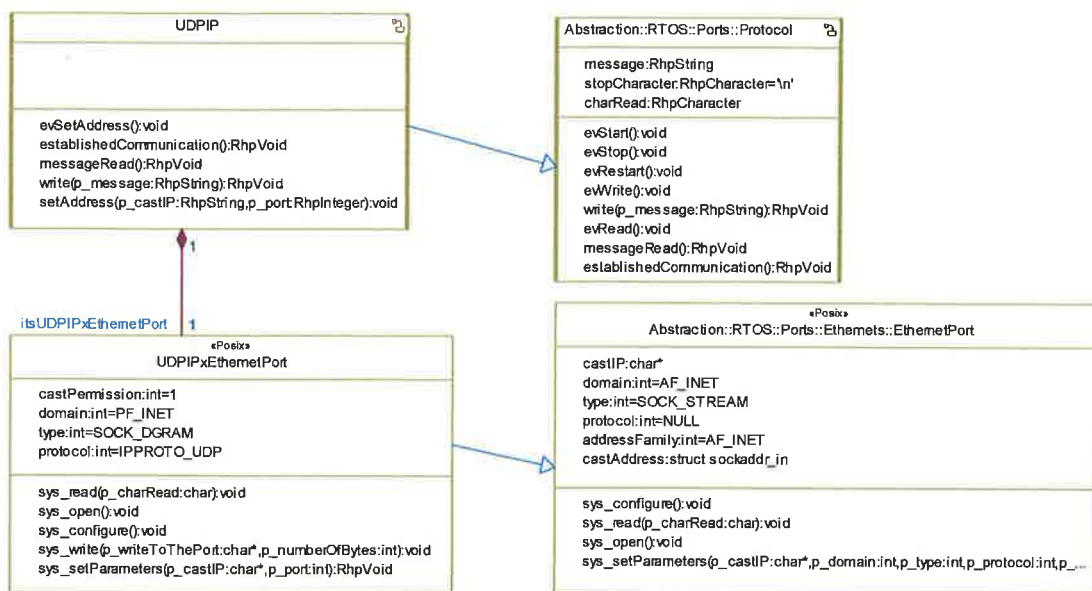 UDPIP
evSetAddress():void
establishedCommunication():RhpVoid
messageRead():RhpVoid
write(p_message:RhpString):RhpVoid
setAddress(p_castIP:RhpString,p_port:RhpInteger):void
1
Abstraction::RTOS::Ports::Protocol
message:RhpString
stopCharacter:RhpCharacter='\n'
charRead:RhpCharacter
evStart():void
evStop():void
evRestart():void
evWrite():void
write(p_message:RhpString):RhpVoid
evRead():void
messageRead():RhpVoid
establishedCommunication():RhpVoid
itsUDPIPxEthernetPort 1
«Posix»
UDPIPxEthernetPort
castPermission:int=1
domain:int=PF_INET
type:int=SOCK_DGRAM
protocol:int=IPPROTO_UDP
sys_read(p_charRead:char):void
sys_open():void
sys_configure():void
sys_write(p_writeToThePort:char*,p_numberOfBytes:int):void
sys_setParameters(p_castIP:char*,p_port:int):RhpVoid
«Posix»
Abstraction::RTOS::Ports::Ethernets::EthernetPort
castIP:char*
domain:int=AF_INET
type:int=SOCK_STREAM
protocol:int=NULL
addressFamily:int=AF_INET
castAddress:struct sockaddr_in
sys_configure():void
sys_read(p_charRead:char):void
sys_open():void
sys_setParameters(p_castIP:char*,p_domain:int,p_type:int,p_protocol:int,p_...